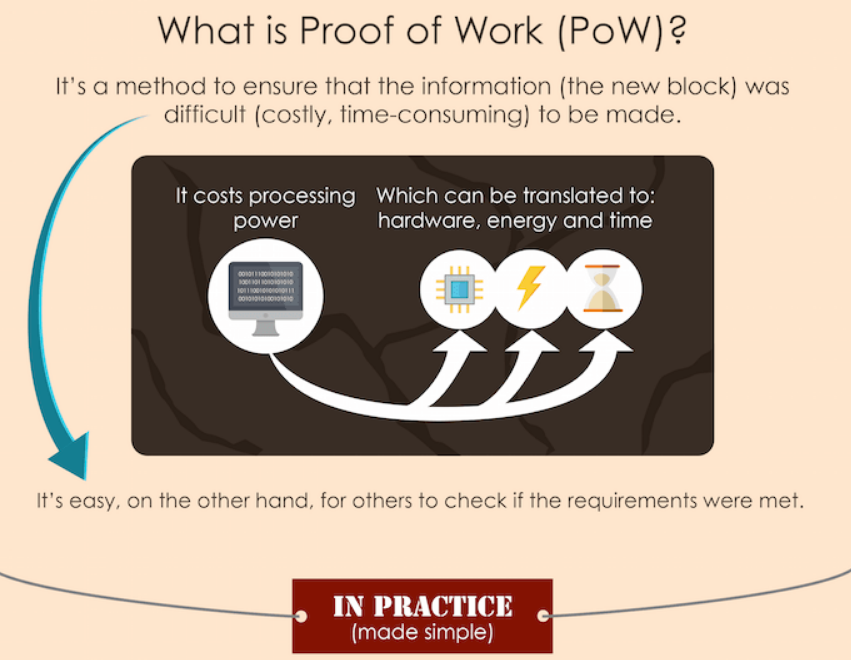 What is Proof of Work (PoW)?
It's a method to ensure that the information (the new block) was
difficult (costly, time-consuming) to be made.
It costs processing
power
Which can be translated to:
hardware, energy and time
It's easy, on the other hand, for others to check if the requirements were met.
IN PRACTICE
(made simple)